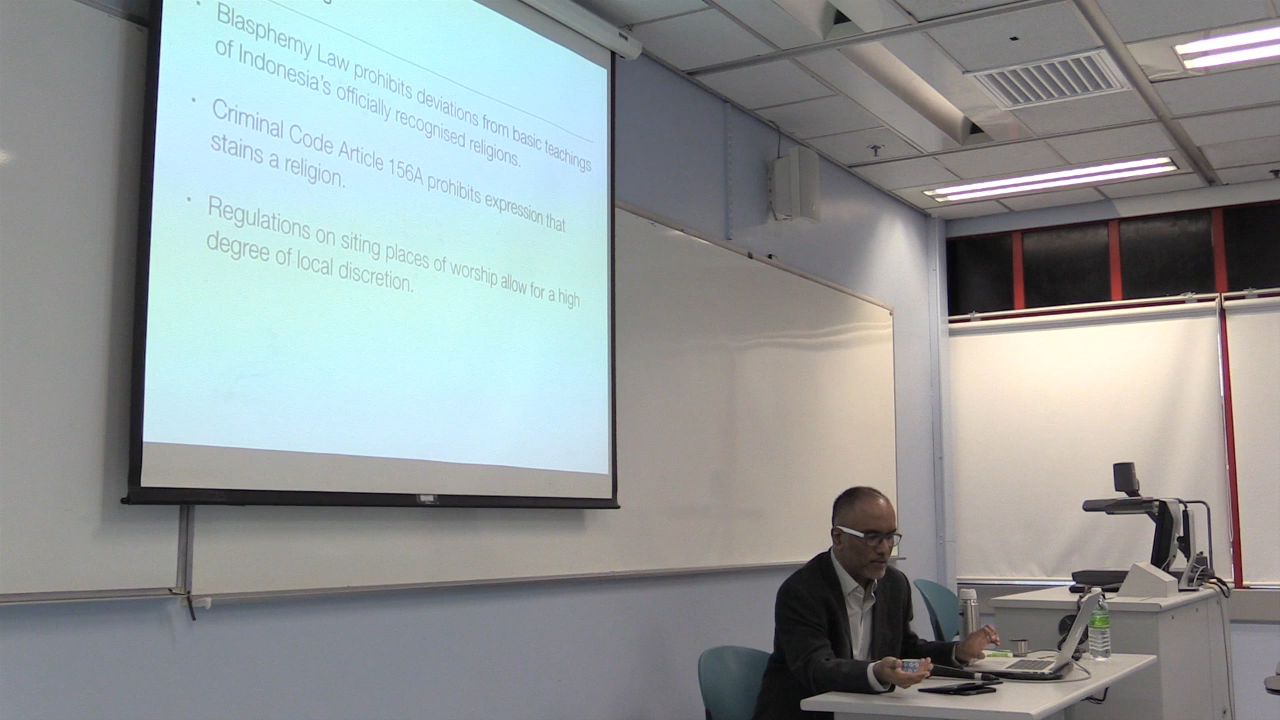 • Blasphemy Law prohibits deviations from basic teachings
of Indonesia's officially recognised religions.
• Criminal Code Article 156A prohibits expression that
stains a religion.
• Regulations on siting places of worship allow for a high
degree of local discretion.